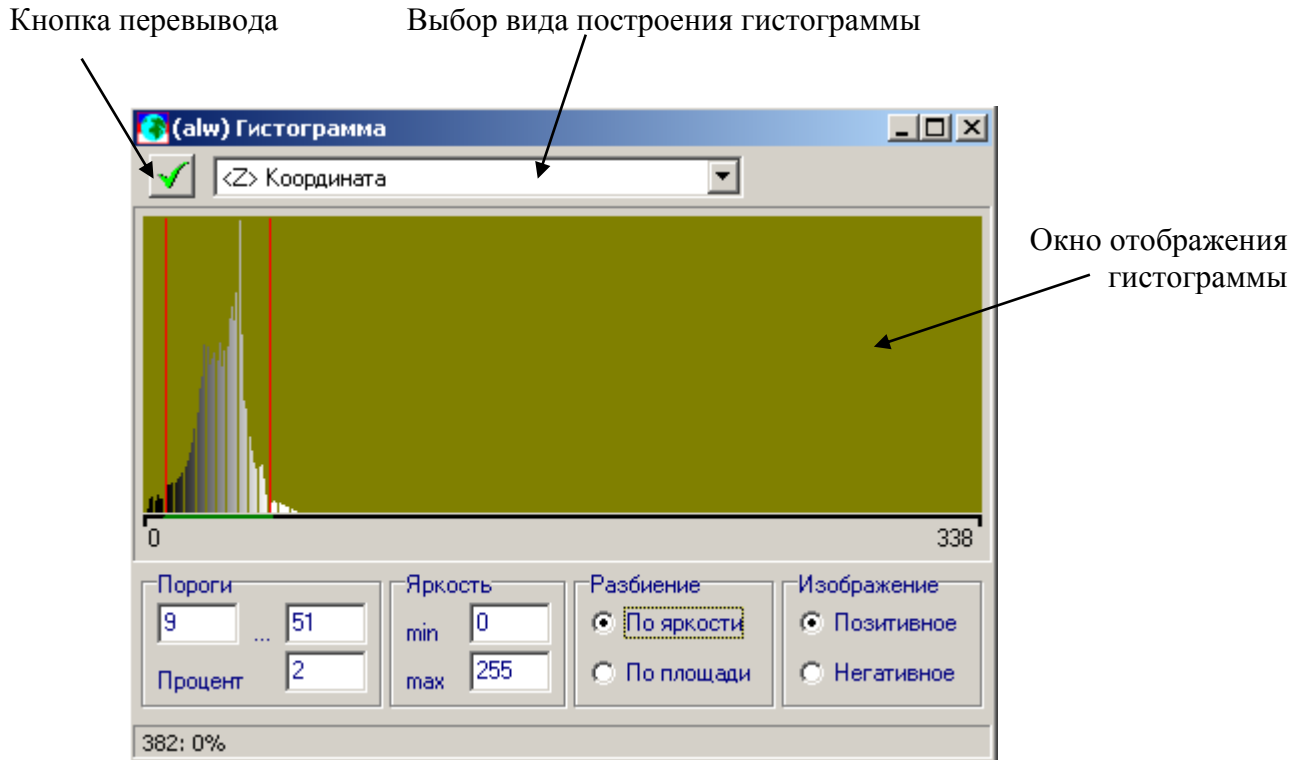 Кнопка перевывода
Выбор вида построения гистограммы
(alw) Гистограмма
<Z> Координата
Окно отображения
гистограммы
0
338
Пороги
9 ... 51
Процент 2
Яркость
min 0
max 255
Разбиение
По яркости
По площади
Изображение
Позитивное
Негативное
382: 0%